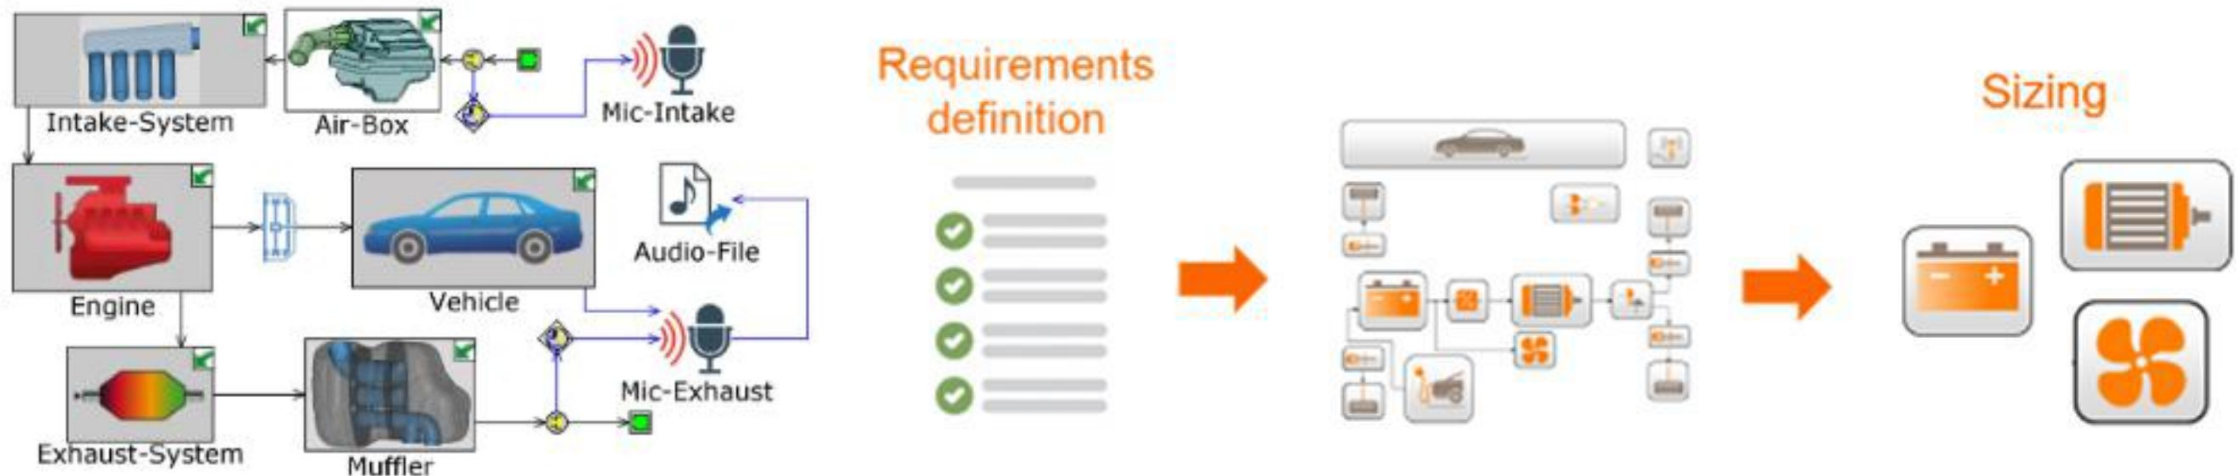 Intake-System
Air-Box
Mic-Intake
Engine
Vehicle
Audio-File
Exhaust-System
Muffler
Mic-Exhaust
Requirements
definition
Sizing